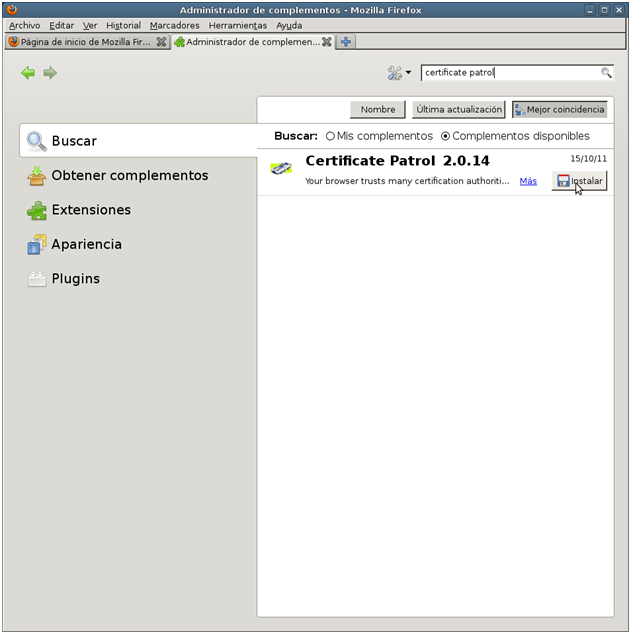 Administrador de complementos - Mozilla Firefox
Archivo Editar Ver Historial Marcadores Herramientas Ayuda
Página de inicio de Mozilla Fir... Administrador de complemen...
certificate patrol
Nombre Última actualización Mejor coincidencia
Buscar: Mis complementos Complementos disponibles
Buscar
Obtener complementos
Extensiones
Apariencia
Plugins
Certificate Patrol 2.0.14 15/10/11
Your browser trusts many certification authoriti... Más Instalar